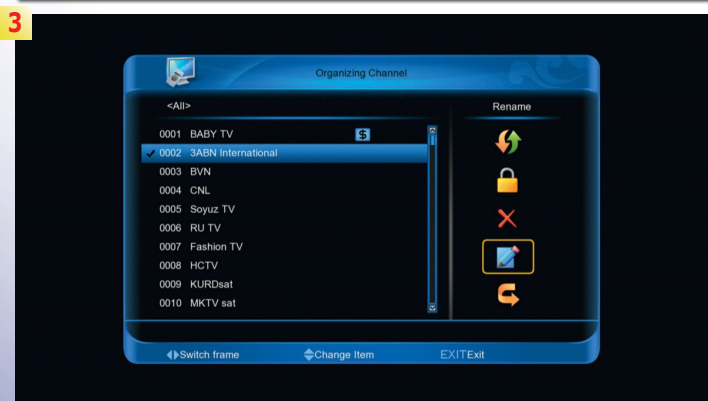 3
Organizing Channel
<All>
Rename
0001 BABY TV $
0002 3ABN International
0003 BVN
0004 CNL
0005 Soyuz TV
0006 RU TV
0007 Fashion TV
0008 HCTV
0009 KURDsat
0010 MKTV sat
Switch frame Change Item EXITExit